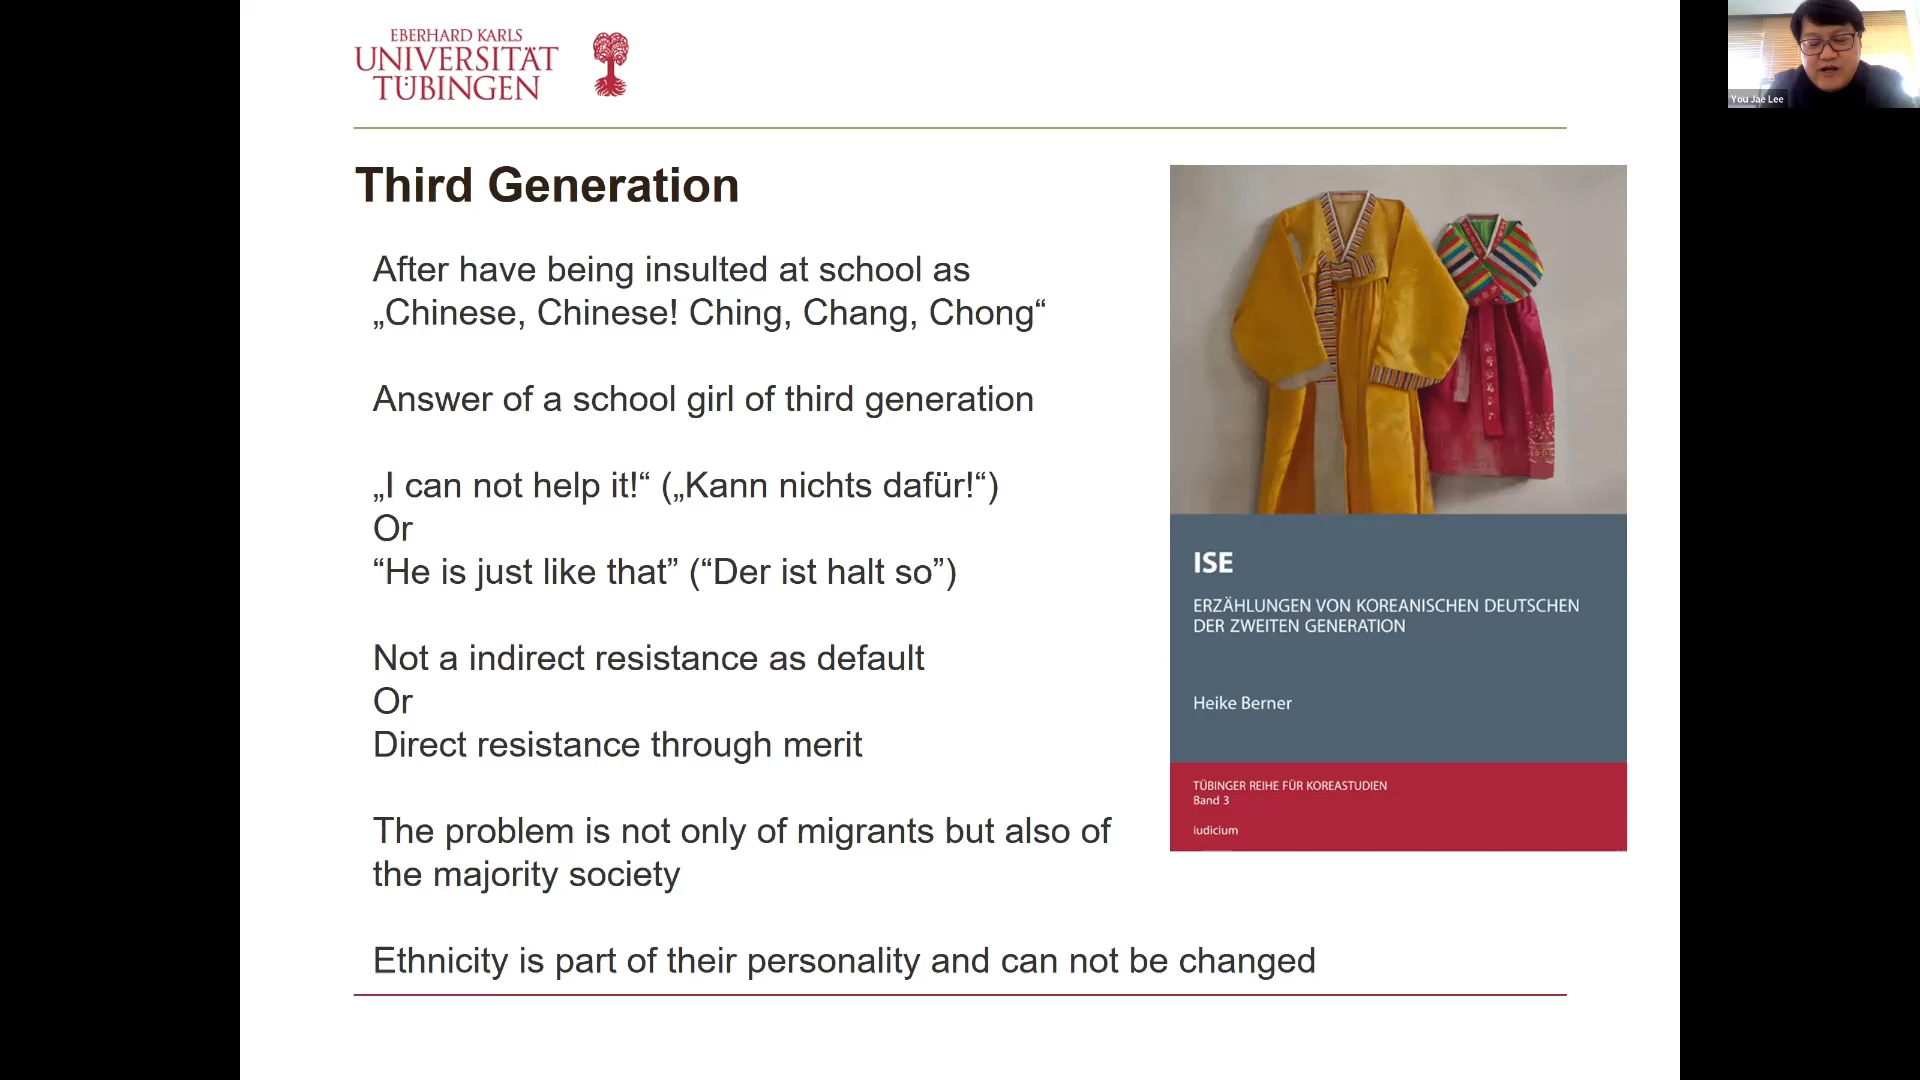 EBERHARD KARLS
UNIVERSITÄT
TÜBINGEN
You Jae Lee
Third Generation
After have being insulted at school as
„Chinese, Chinese! Ching, Chang, Chong“
Answer of a school girl of third generation
„I can not help it!“ („Kann nichts dafür!“)
Or
“He is just like that” (“Der ist halt so”)
Not a indirect resistance as default
Or
Direct resistance through merit
The problem is not only of migrants but also of
the majority society
Ethnicity is part of their personality and can not be changed
ISE
ERZÄHLUNGEN VON KOREANISCHEN DEUTSCHEN
DER ZWEITEN GENERATION
Heike Berner
TÜBINGER REIHE FÜR KOREASTUDIEN
Band 3
iudicium